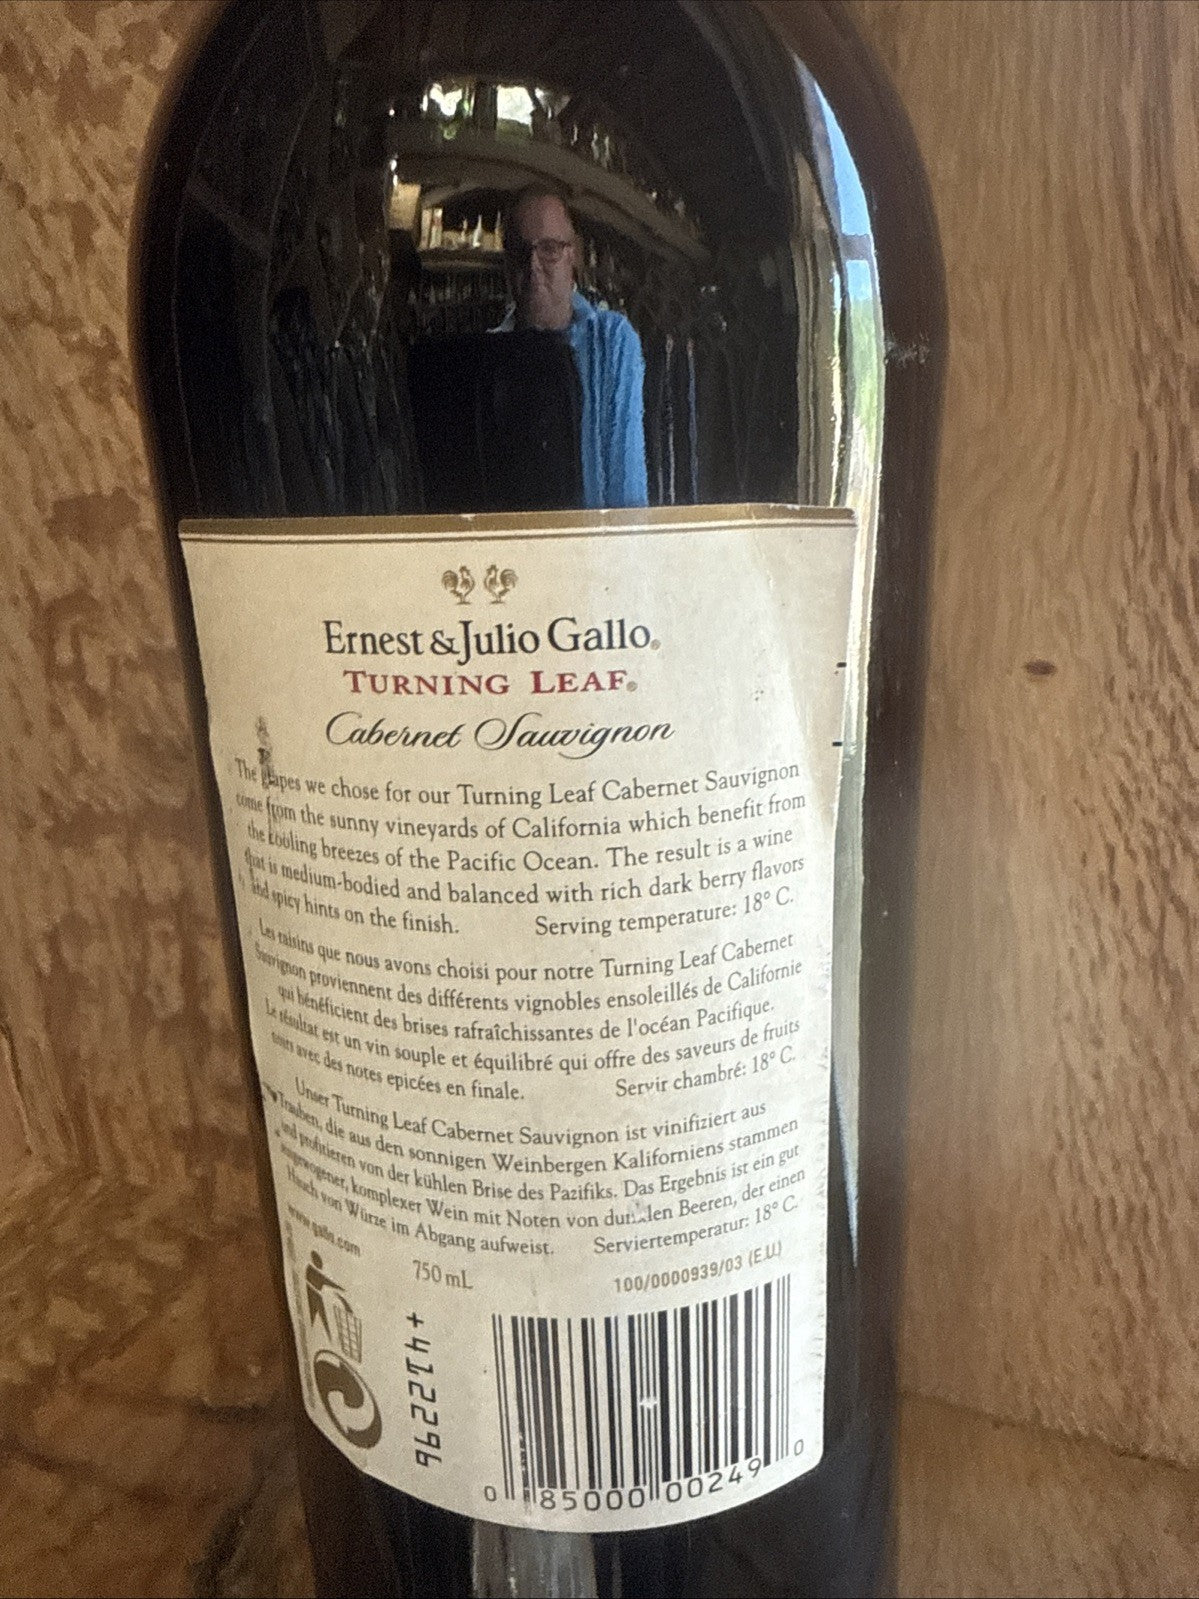 Ernest & Julio Gallo®
TURNING LEAF®
Cabernet Sauvignon
The grapes we chose for our Turning Leaf Cabernet Sauvignon
come from the sunny vineyards of California which benefit from
the cooling breezes of the Pacific Ocean. The result is a wine
that is medium-bodied and balanced with rich dark berry flavors
and spicy hints on the finish. Serving temperature: 18° C.
Les raisins que nous avons choisi pour notre Turning Leaf Cabernet
Sauvignon proviennent des différents vignobles ensoleillés de Californie
qui bénéficient des brises rafraîchissantes de l'océan Pacifique.
Le résultat est un vin souple et équilibré qui offre des saveurs de fruits
noirs avec des notes epicées en finale. Servir chambré: 18° C.
Unser Turning Leaf Cabernet Sauvignon ist vinifiziert aus
Trauben, die aus den sonnigen Weinbergen Kaliforniens stammen
und profitieren von der kühlen Brise des Pazifiks. Das Ergebnis ist ein gut
ausgewogener, komplexer Wein mit Noten von dunklen Beeren, der einen
Hauch von Würze im Abgang aufweist. Serviertemperatur: 18° C.
www.gallo.com
750 mL
100/0000939/03 (E.U.)
+412296
0 85000 00249 0